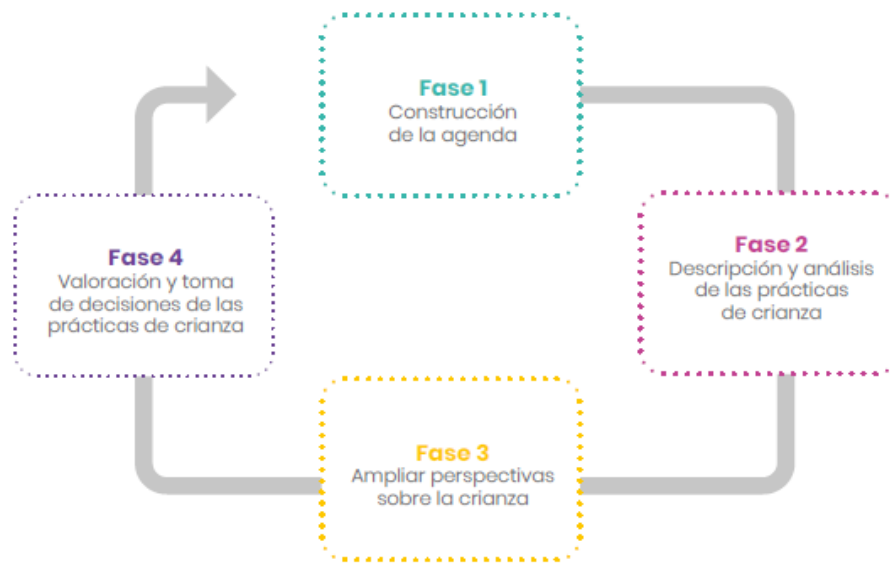 Fase 1
Construcción
de la agenda
Fase 2
Descripción y análisis
de las prácticas
de crianza
Fase 3
Ampliar perspectivas
sobre la crianza
Fase 4
Valoración y toma
de decisiones de las
prácticas de crianza